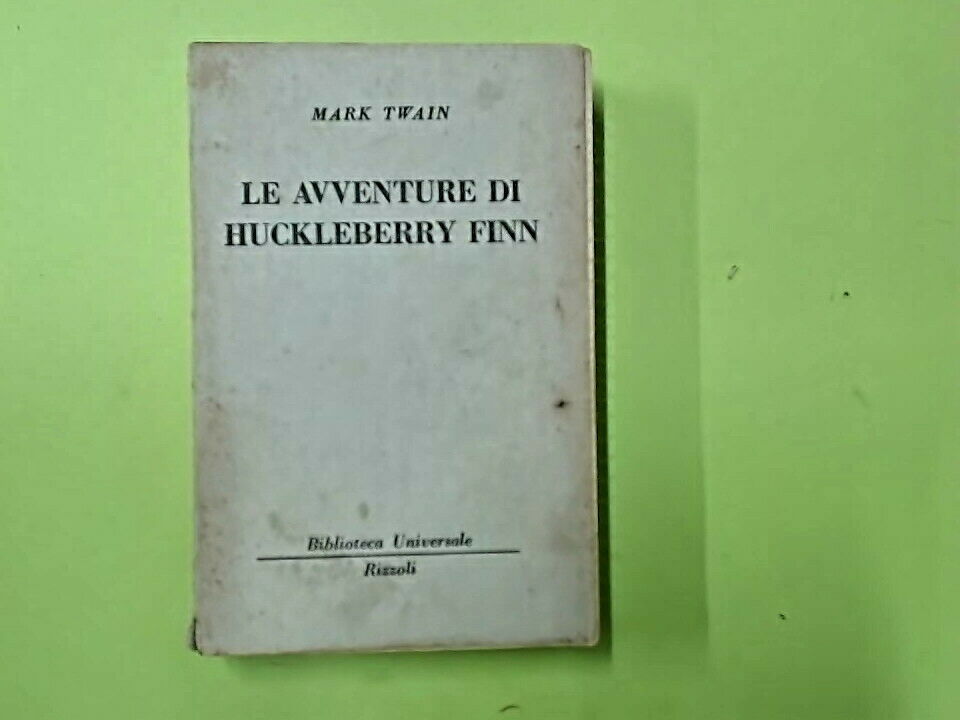 MARK TWAIN
LE AVVENTURE DI
HUCKLEBERRY FINN
Biblioteca Universale
Rizzoli